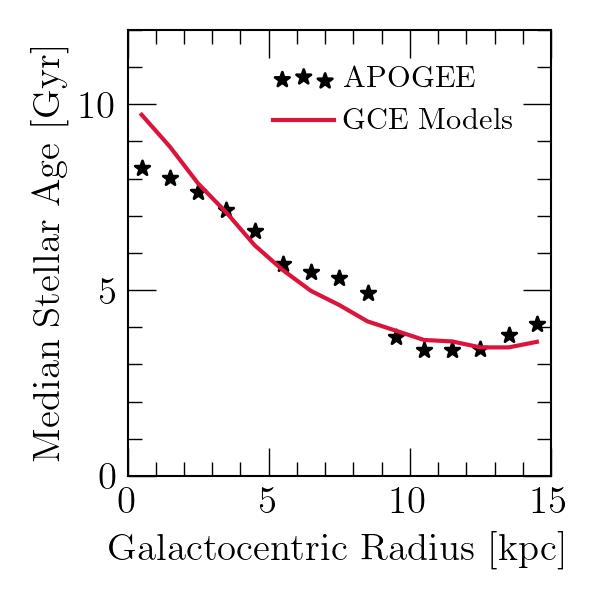 APOGEE
GCE Models
Median Stellar Age [Gyr]
10
5
0
0 5 10 15
Galactocentric Radius [kpc]